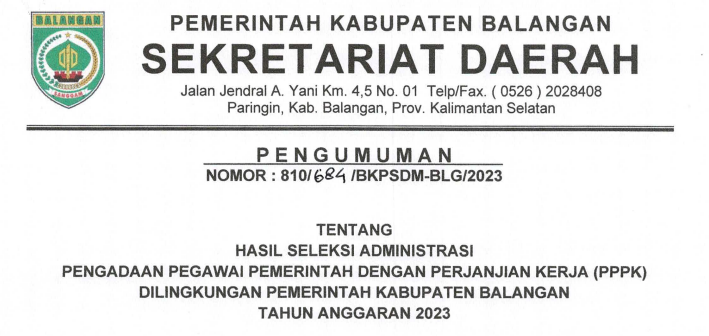 BALANGAN
SANGGAM
PEMERINTAH KABUPATEN BALANGAN
SEKRETARIAT DAERAH
Jalan Jendral A. Yani Km. 4,5 No. 01 Telp/Fax. ( 0526 ) 2028408
Paringin, Kab. Balangan, Prov. Kalimantan Selatan
PENGUMUMAN
NOMOR : 810/684 /BKPSDM-BLG/2023
TENTANG
HASIL SELEKSI ADMINISTRASI
PENGADAAN PEGAWAI PEMERINTAH DENGAN PERJANJIAN KERJA (PPPK)
DILINGKUNGAN PEMERINTAH KABUPATEN BALANGAN
TAHUN ANGGARAN 2023